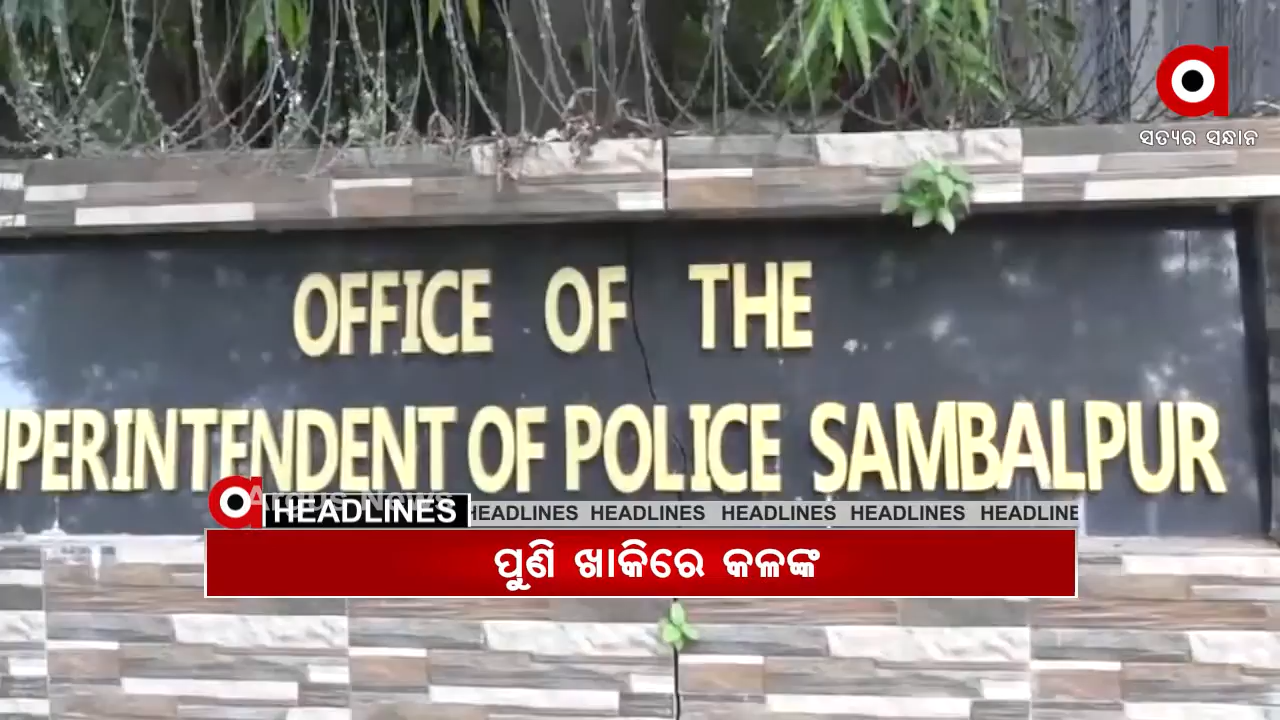 ସତ୍ୟର ସନ୍ଧାନ
OFFICE OF THE
UPERINTENDENT OF POLICE SAMBALPUR
HEADLINES HEADLINES HEADLINES HEADLINES HEADLINES HEADLINE
ପୁଣି ଖାକିରେ କଳଙ୍କ